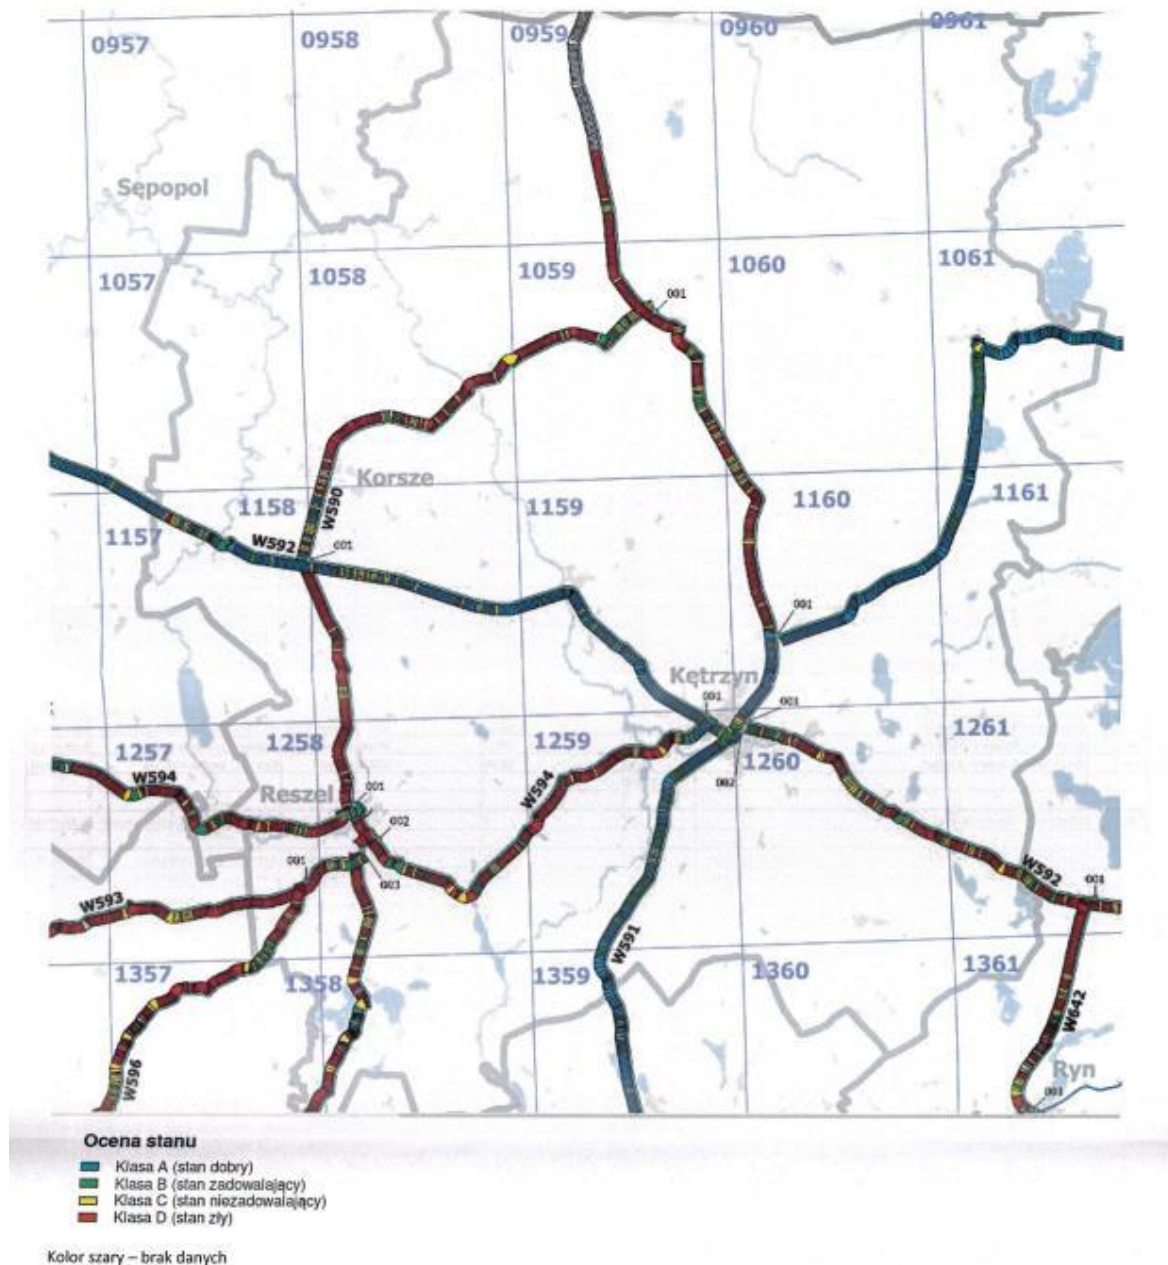 0957
0958
0959
0960
0961
Sępopol
1057
1058
1059
1060
1061
001
Korsze
1157
1158
W590
1159
1160
1161
W592
001
001
Kętrzyn
001
001
1257
1258
1259
1260
1261
W594
Reszel
001
W594
002
002
001
003
W592
001
W593
W591
1357
1358
1359
1360
1361
W642
W596
Ryn
001
Ocena stanu
Klasa A (stan dobry)
Klasa B (stan zadowalający)
Klasa C (stan niezadowalający)
Klasa D (stan zły)
Kolor szary – brak danych